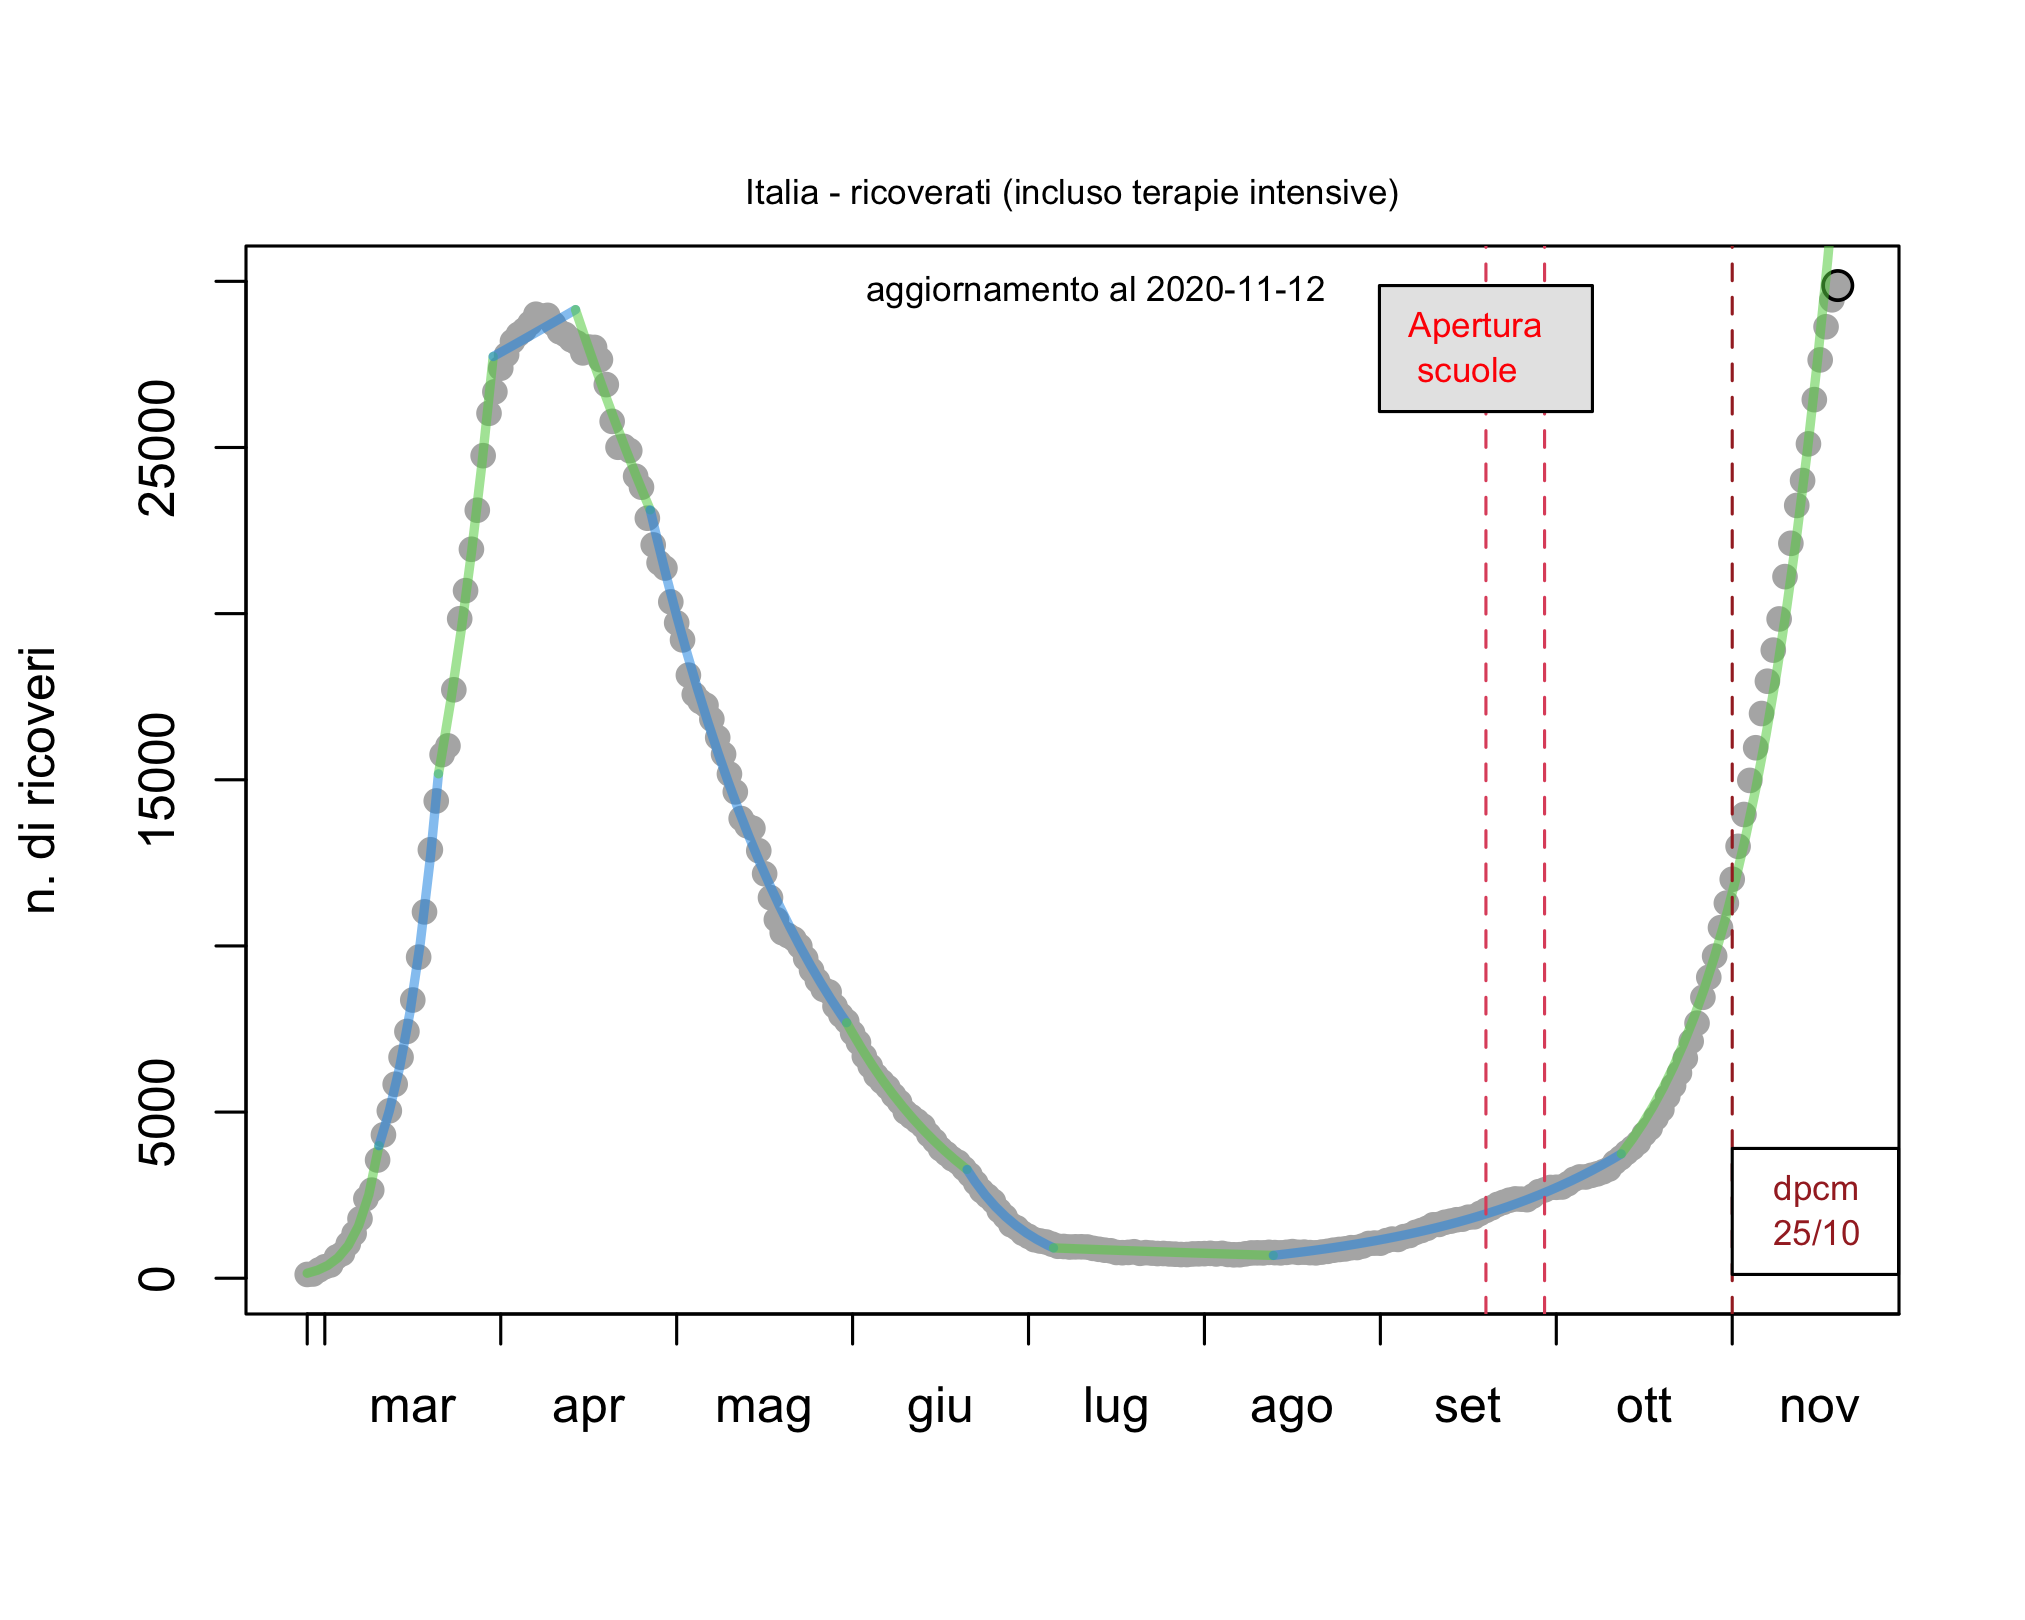 Italia - ricoverati (incluso terapie intensive)
aggiornamento al 2020-11-12
Apertura
scuole
n. di ricoveri
25000
15000
5000
0
dpcm
25/10
mar apr mag giu lug ago set ott nov